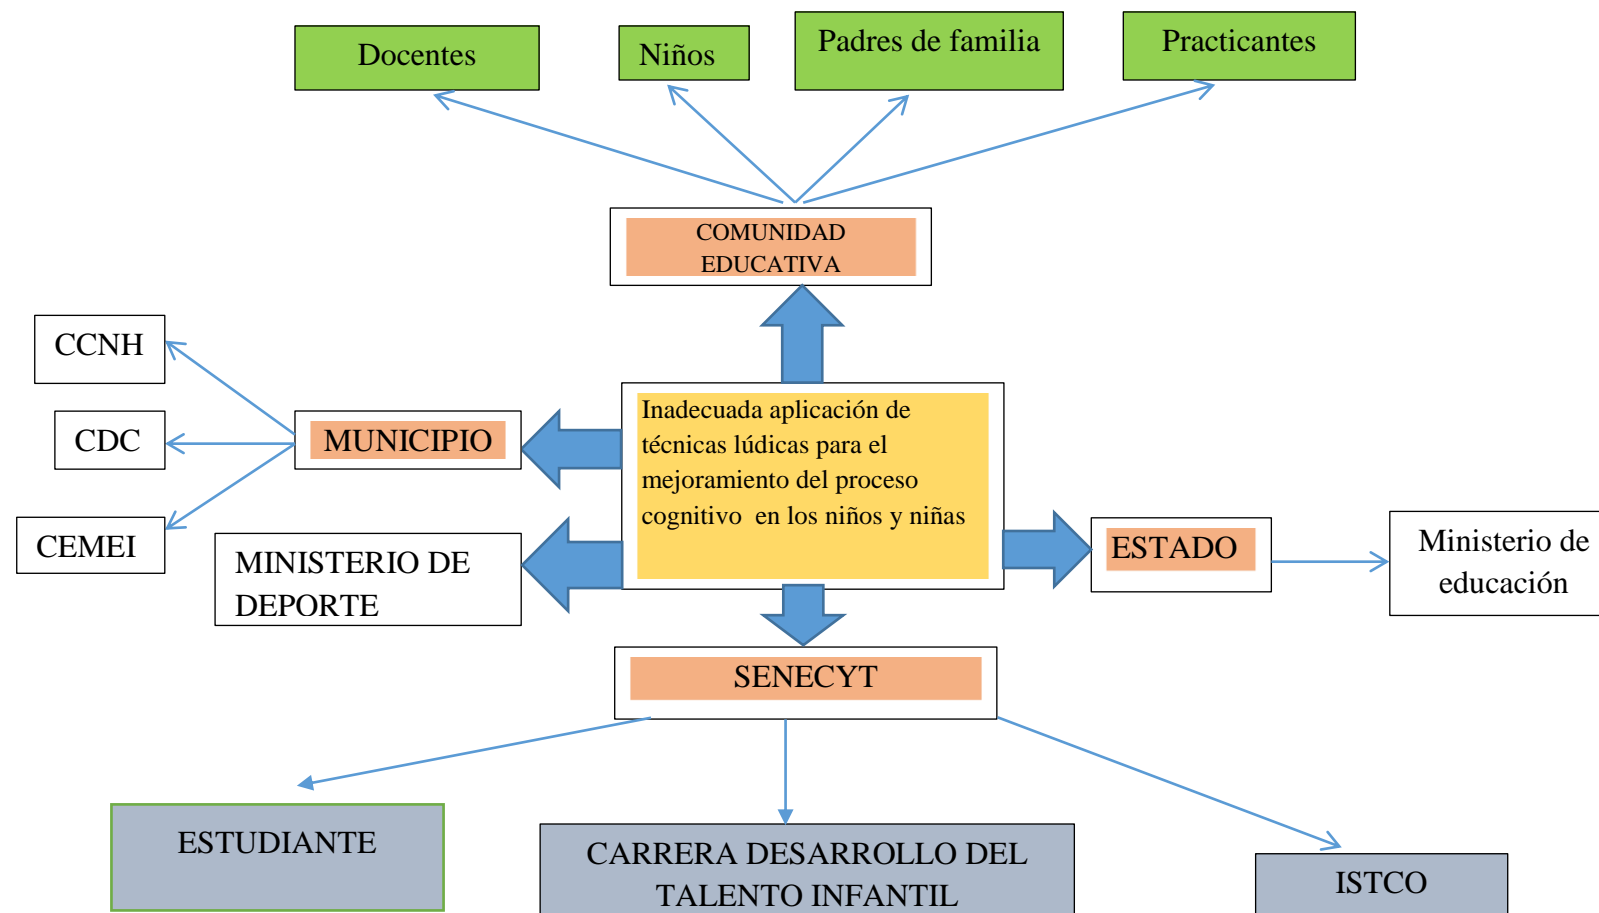 Docentes
Niños
Padres de familia
Practicantes
COMUNIDAD
EDUCATIVA
CCNH
CDC
CEMEI
MUNICIPIO
MINISTERIO DE
DEPORTE
Inadecuada aplicación de
técnicas lúdicas para el
mejoramiento del proceso
cognitivo en los niños y niñas
ESTADO
Ministerio de
educación
SENECYT
ESTUDIANTE
CARRERA DESARROLLO DEL
TALENTO INFANTIL
ISTCO